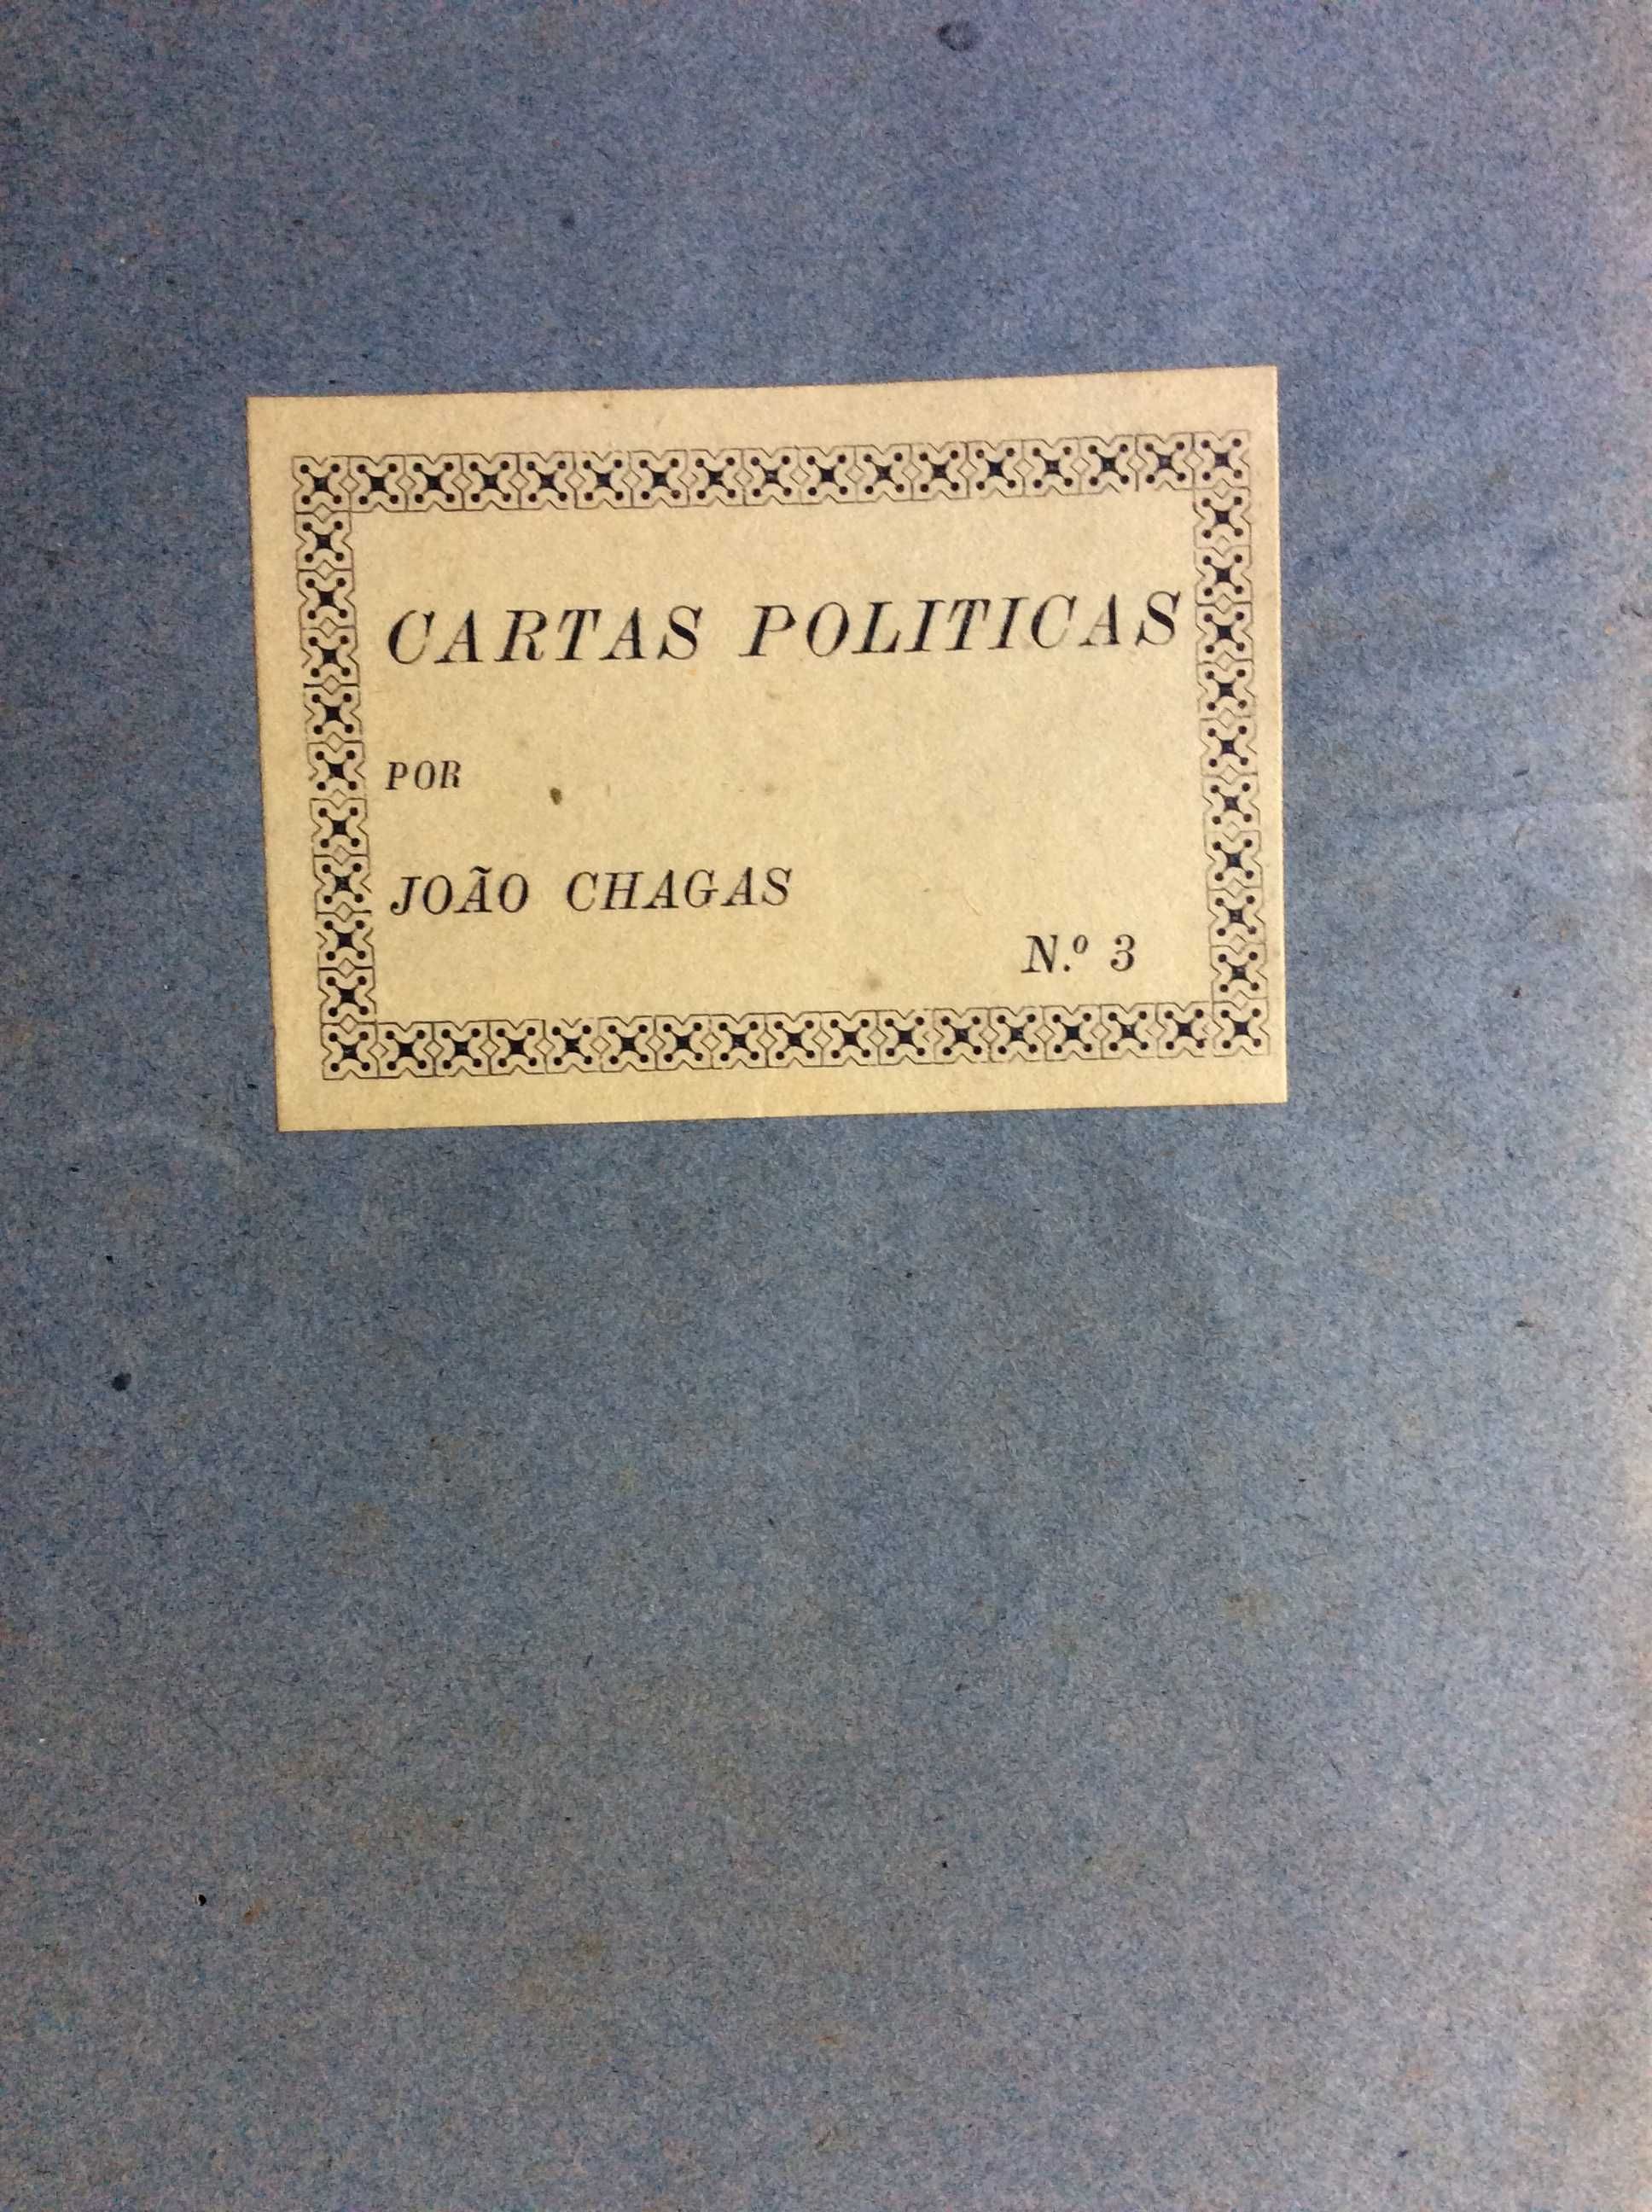 CARTAS POLITICAS
POR
JOÃO CHAGAS
N.º 3